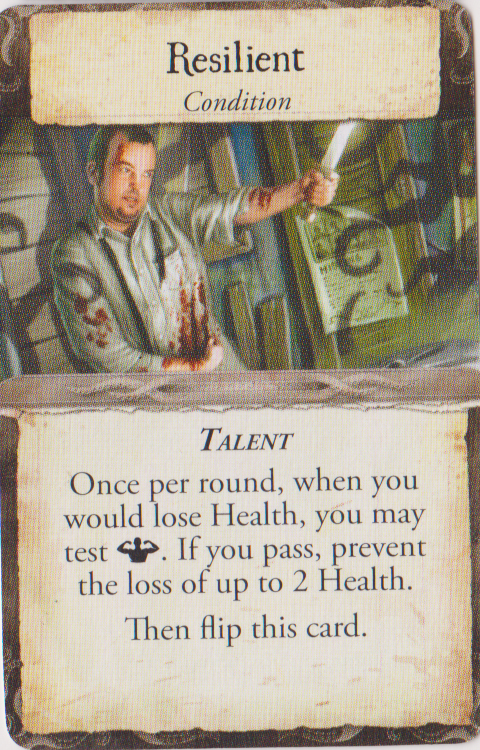 Resilient
Condition
TALENT
Once per round, when you
would lose Health, you may
test . If you pass, prevent
the loss of up to 2 Health.
Then flip this card.